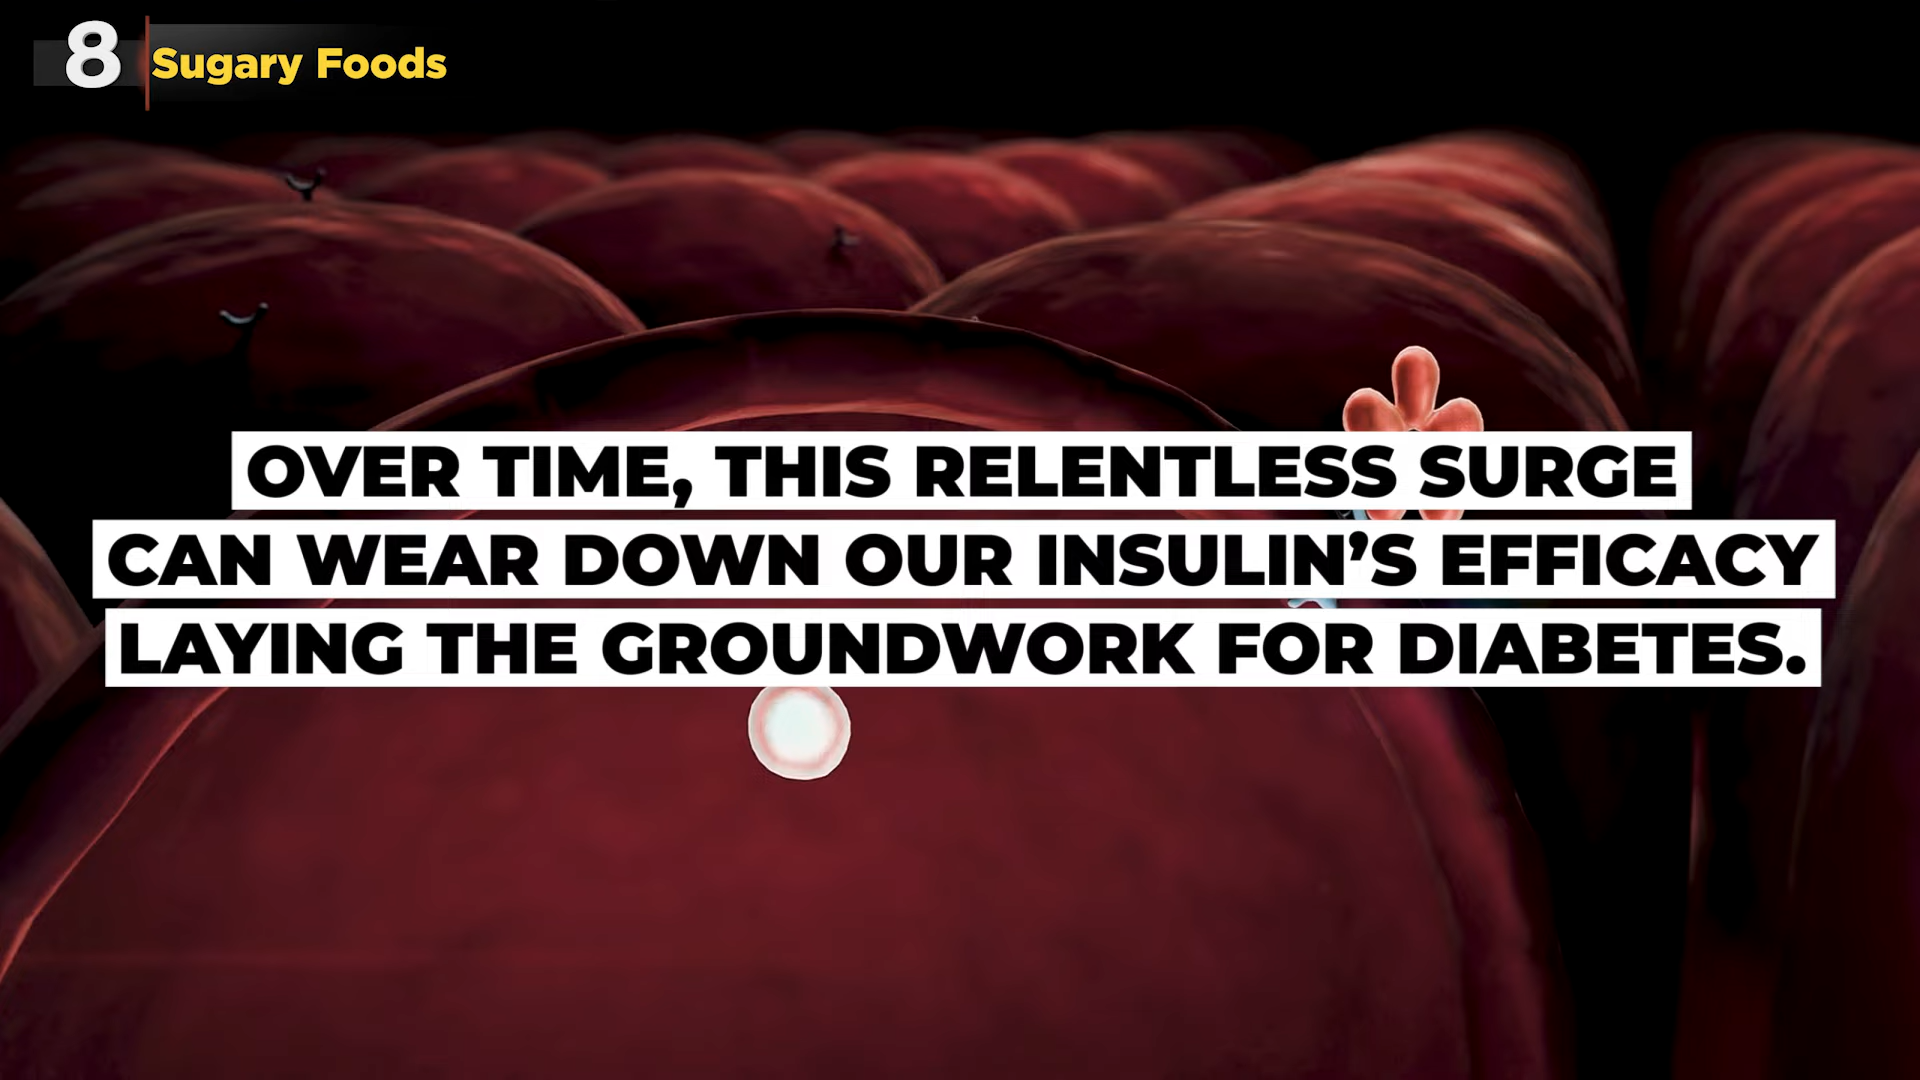 8 Sugary Foods
OVER TIME, THIS RELENTLESS SURGE
CAN WEAR DOWN OUR INSULIN’S EFFICACY
LAYING THE GROUNDWORK FOR DIABETES.